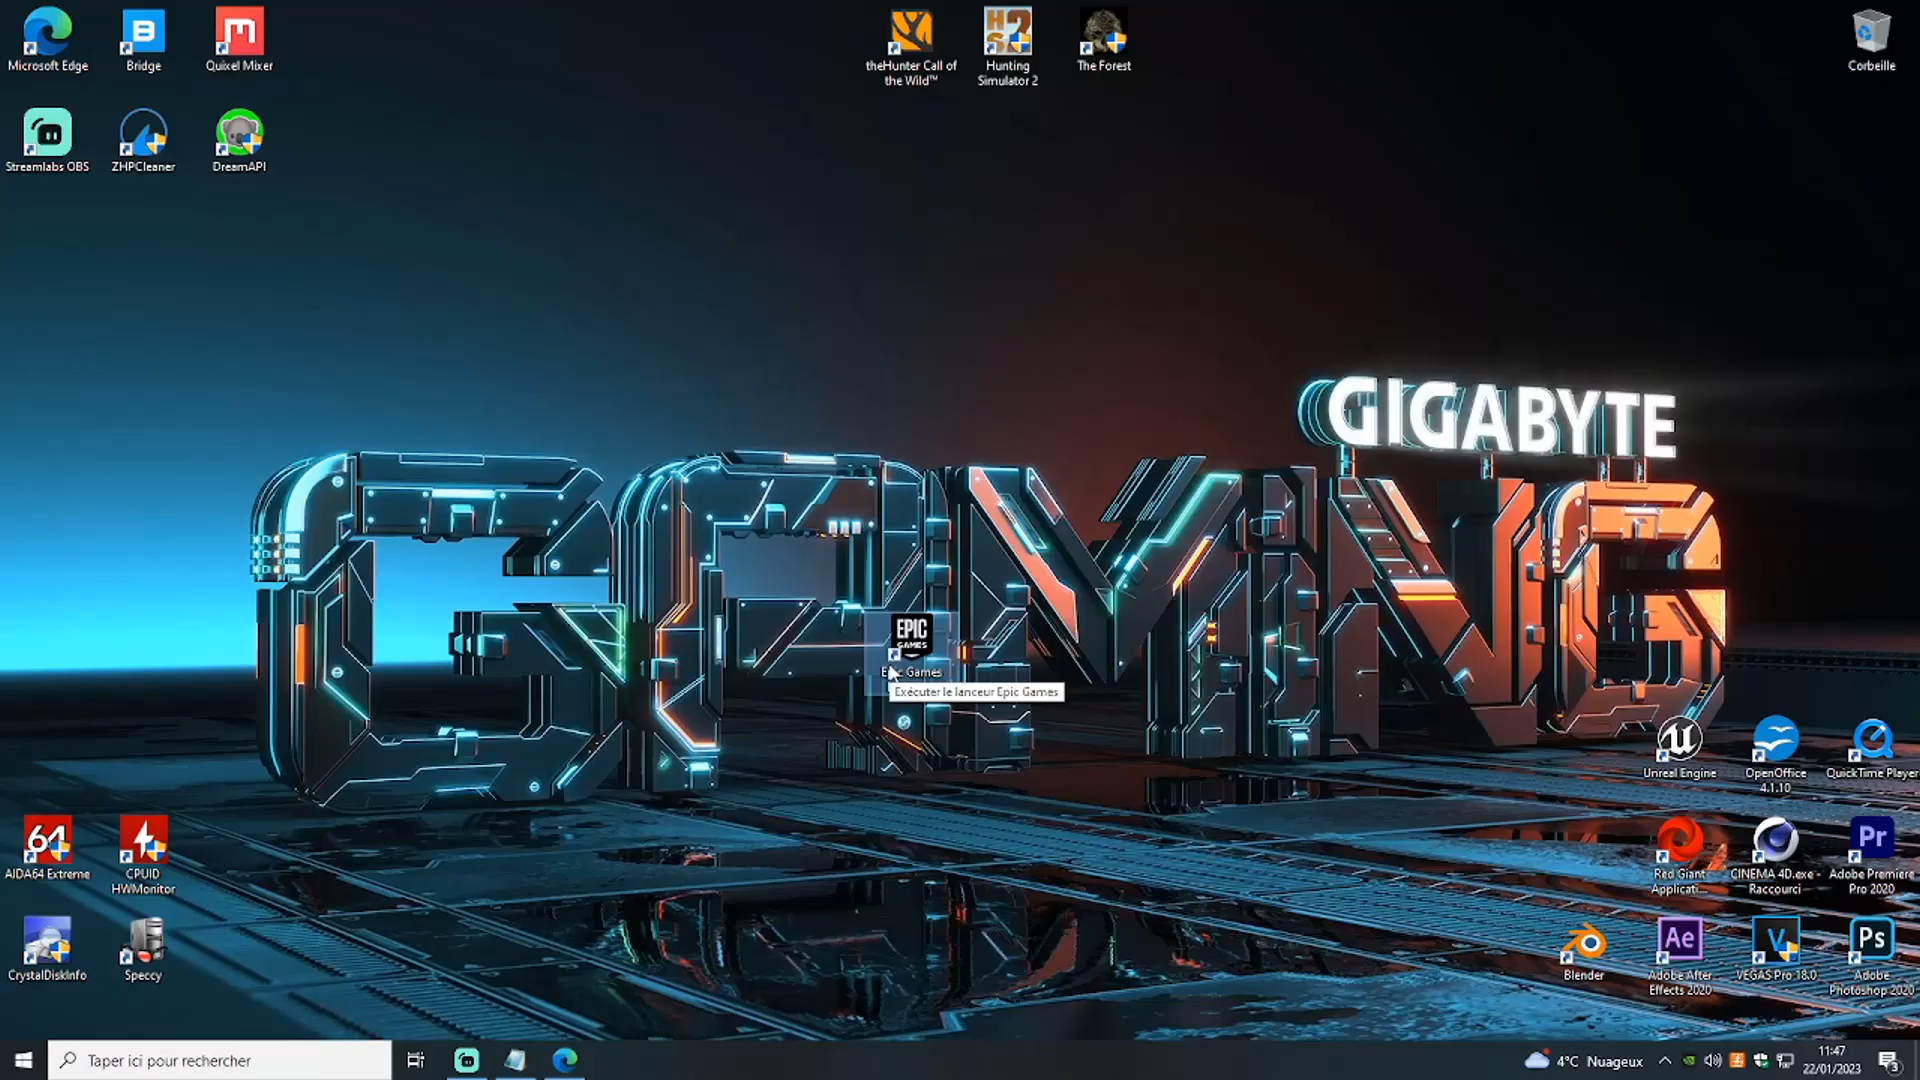 Microsoft Edge
Bridge
Quixel Mixer
theHunter Call of
the Wild™
Hunting
Simulator 2
The Forest
Corbeille
Streamlabs OBS
ZHPCleaner
DreamAPI
GIGABYTE
GAMING
EPIC
GAMES
Epic Games
Exécuter le lanceur Epic Games
Unreal Engine
OpenOffice
4.1.10
QuickTime Player
64
AIDA64 Extreme
CPUID
HWMonitor
Red Giant
Applicati...
CINEMA 4D.exe -
Raccourci
Pr
Adobe Premiere
Pro 2020
CrystalDiskInfo
Speccy
Blender
Ae
Adobe After
Effects 2020
V
VEGAS Pro 18.0
Ps
Adobe
Photoshop 2020
Taper ici pour rechercher
4°C Nuageux
11:47
22/01/2023
3